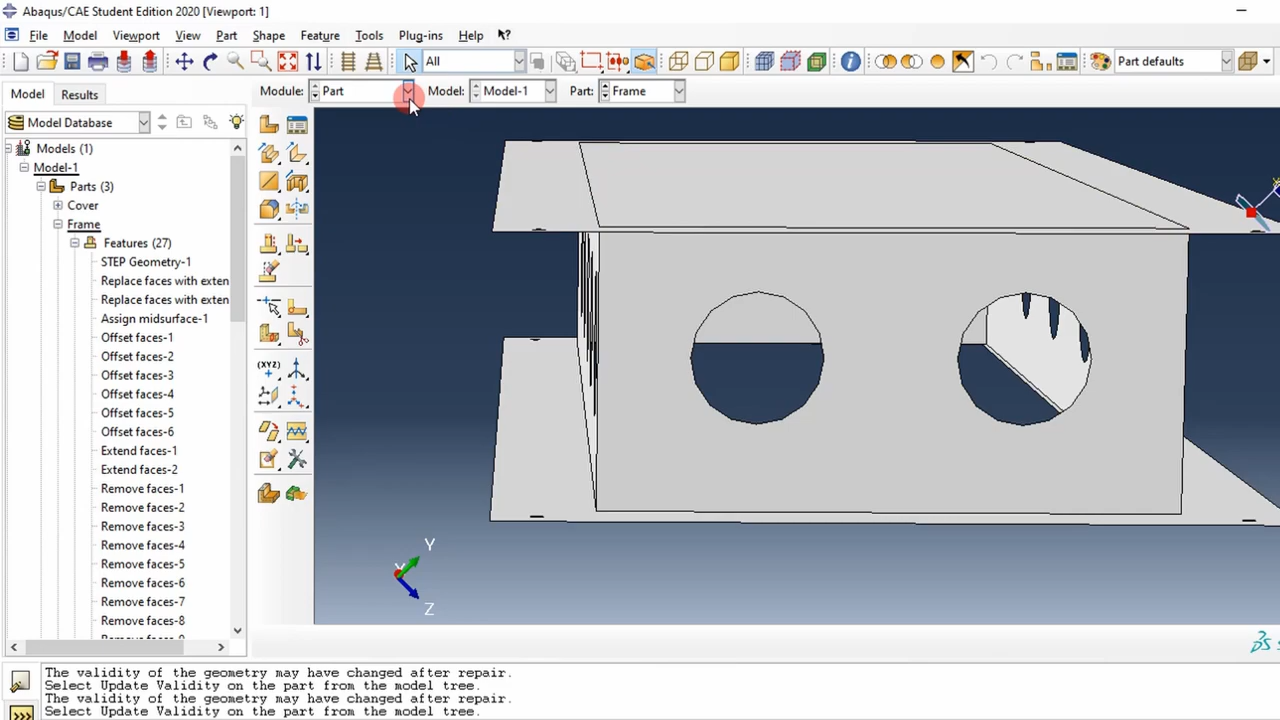 Abaqus/CAE Student Edition 2020 [Viewport: 1]
File Model Viewport View Part Shape Feature Tools Plug-ins Help
All Part defaults
Model Results Module: Part Model: Model-1 Part: Frame
Model Database
Models (1)
Model-1
Parts (3)
Cover
Frame
Features (27)
STEP Geometry-1
Replace faces with exten
Replace faces with exten
Assign midsurface-1
Offset faces-1
Offset faces-2
Offset faces-3
Offset faces-4
Offset faces-5
Offset faces-6
Extend faces-1
Extend faces-2
Remove faces-1
Remove faces-2
Remove faces-3
Remove faces-4
Remove faces-5
Remove faces-6
Remove faces-7
Remove faces-8
(XYZ)
Y
X
Z
The validity of the geometry may have changed after repair.
Select Update Validity on the part from the model tree.
The validity of the geometry may have changed after repair.
Select Update Validity on the part from the model tree.
>>>